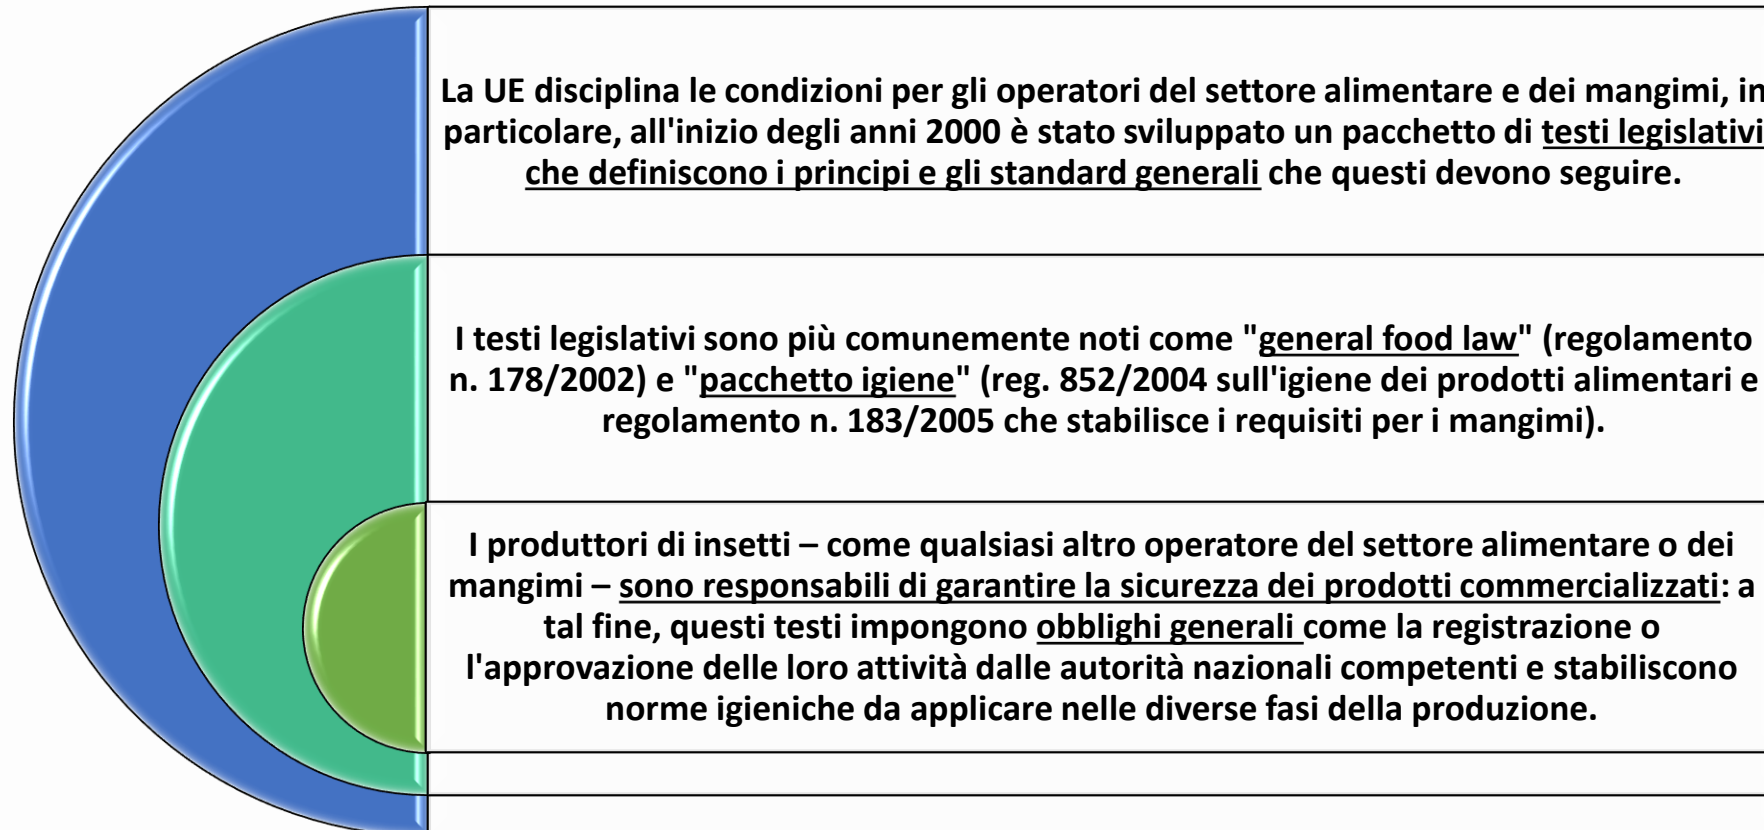 La UE disciplina le condizioni per gli operatori del settore alimentare e dei mangimi, in
particolare, all'inizio degli anni 2000 è stato sviluppato un pacchetto di testi legislativi
che definiscono i principi e gli standard generali che questi devono seguire.
I testi legislativi sono più comunemente noti come "general food law" (regolamento
n. 178/2002) e "pacchetto igiene" (reg. 852/2004 sull'igiene dei prodotti alimentari e
regolamento n. 183/2005 che stabilisce i requisiti per i mangimi).
I produttori di insetti – come qualsiasi altro operatore del settore alimentare o dei
mangimi – sono responsabili di garantire la sicurezza dei prodotti commercializzati: a
tal fine, questi testi impongono obblighi generali come la registrazione o
l'approvazione delle loro attività dalle autorità nazionali competenti e stabiliscono
norme igieniche da applicare nelle diverse fasi della produzione.